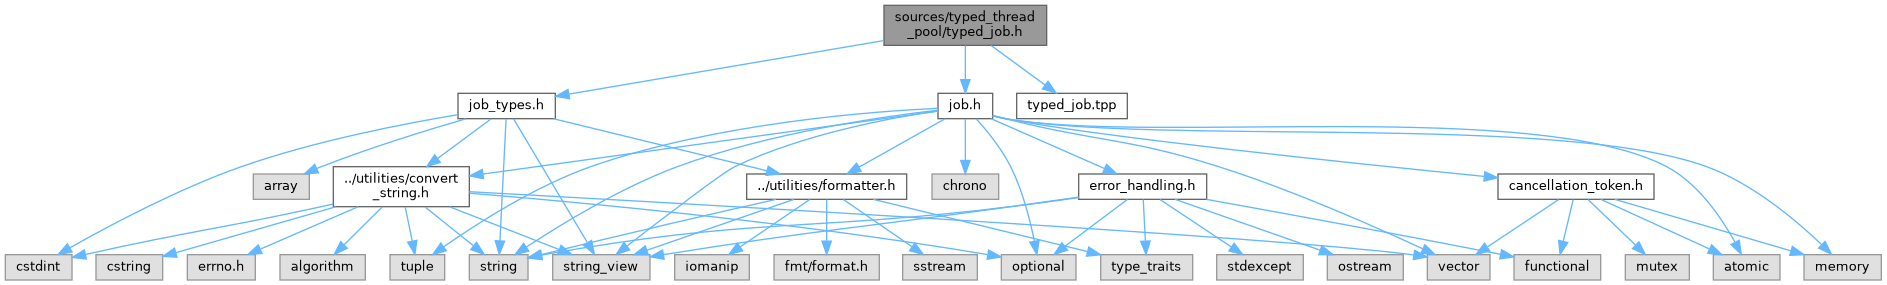 sources/typed_thread
_pool/typed_job.h
job_types.h
job.h
typed_job.tpp
array
../utilities/convert
_string.h
../utilities/formatter.h
chrono
error_handling.h
cancellation_token.h
cstdint
cstring
errno.h
algorithm
tuple
string
string_view
iomanip
fmt/format.h
sstream
optional
type_traits
stdexcept
ostream
vector
functional
mutex
atomic
memory